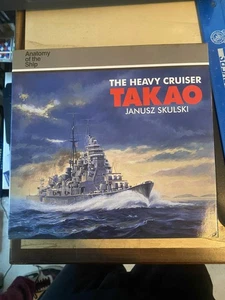 Anatomy
of the
Ship
THE HEAVY CRUISER
TAKAO
JANUSZ SKULSKI